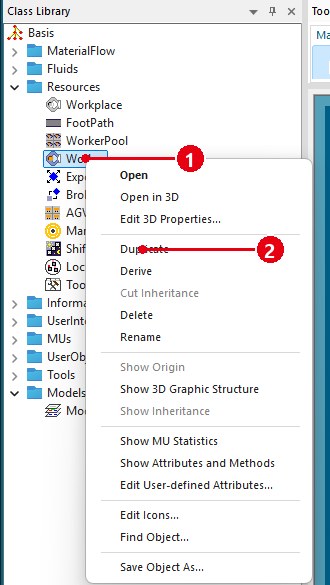 Class Library
Too
Basis
Ma
MaterialFlow
Fluids
Resources
Workplace
FootPath
WorkerPool
1
Open
Open in 3D
Edit 3D Properties...
Duplicate
2
Derive
Cut Inheritance
Delete
Rename
Show Origin
Show 3D Graphic Structure
Show Inheritance
Show MU Statistics
Show Attributes and Methods
Edit User-defined Attributes...
Edit Icons...
Find Object...
Save Object As...
Expo
Brol
AGV
Mar
Shif
Loc
Too
Informa
UserInte
MUs
UserObj
Tools
Models
Mod